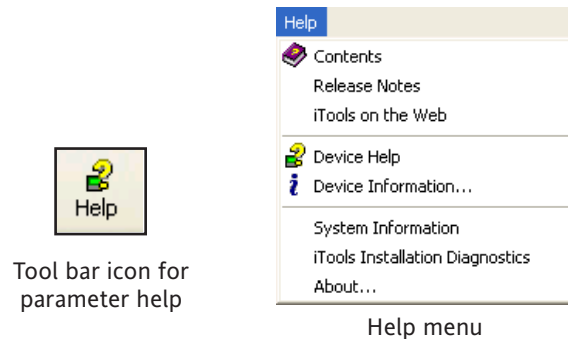 Help
Contents
Release Notes
iTools on the Web
Device Help
Device Information...
System Information
iTools Installation Diagnostics
About...
Help menu
Help
Tool bar icon for
parameter help